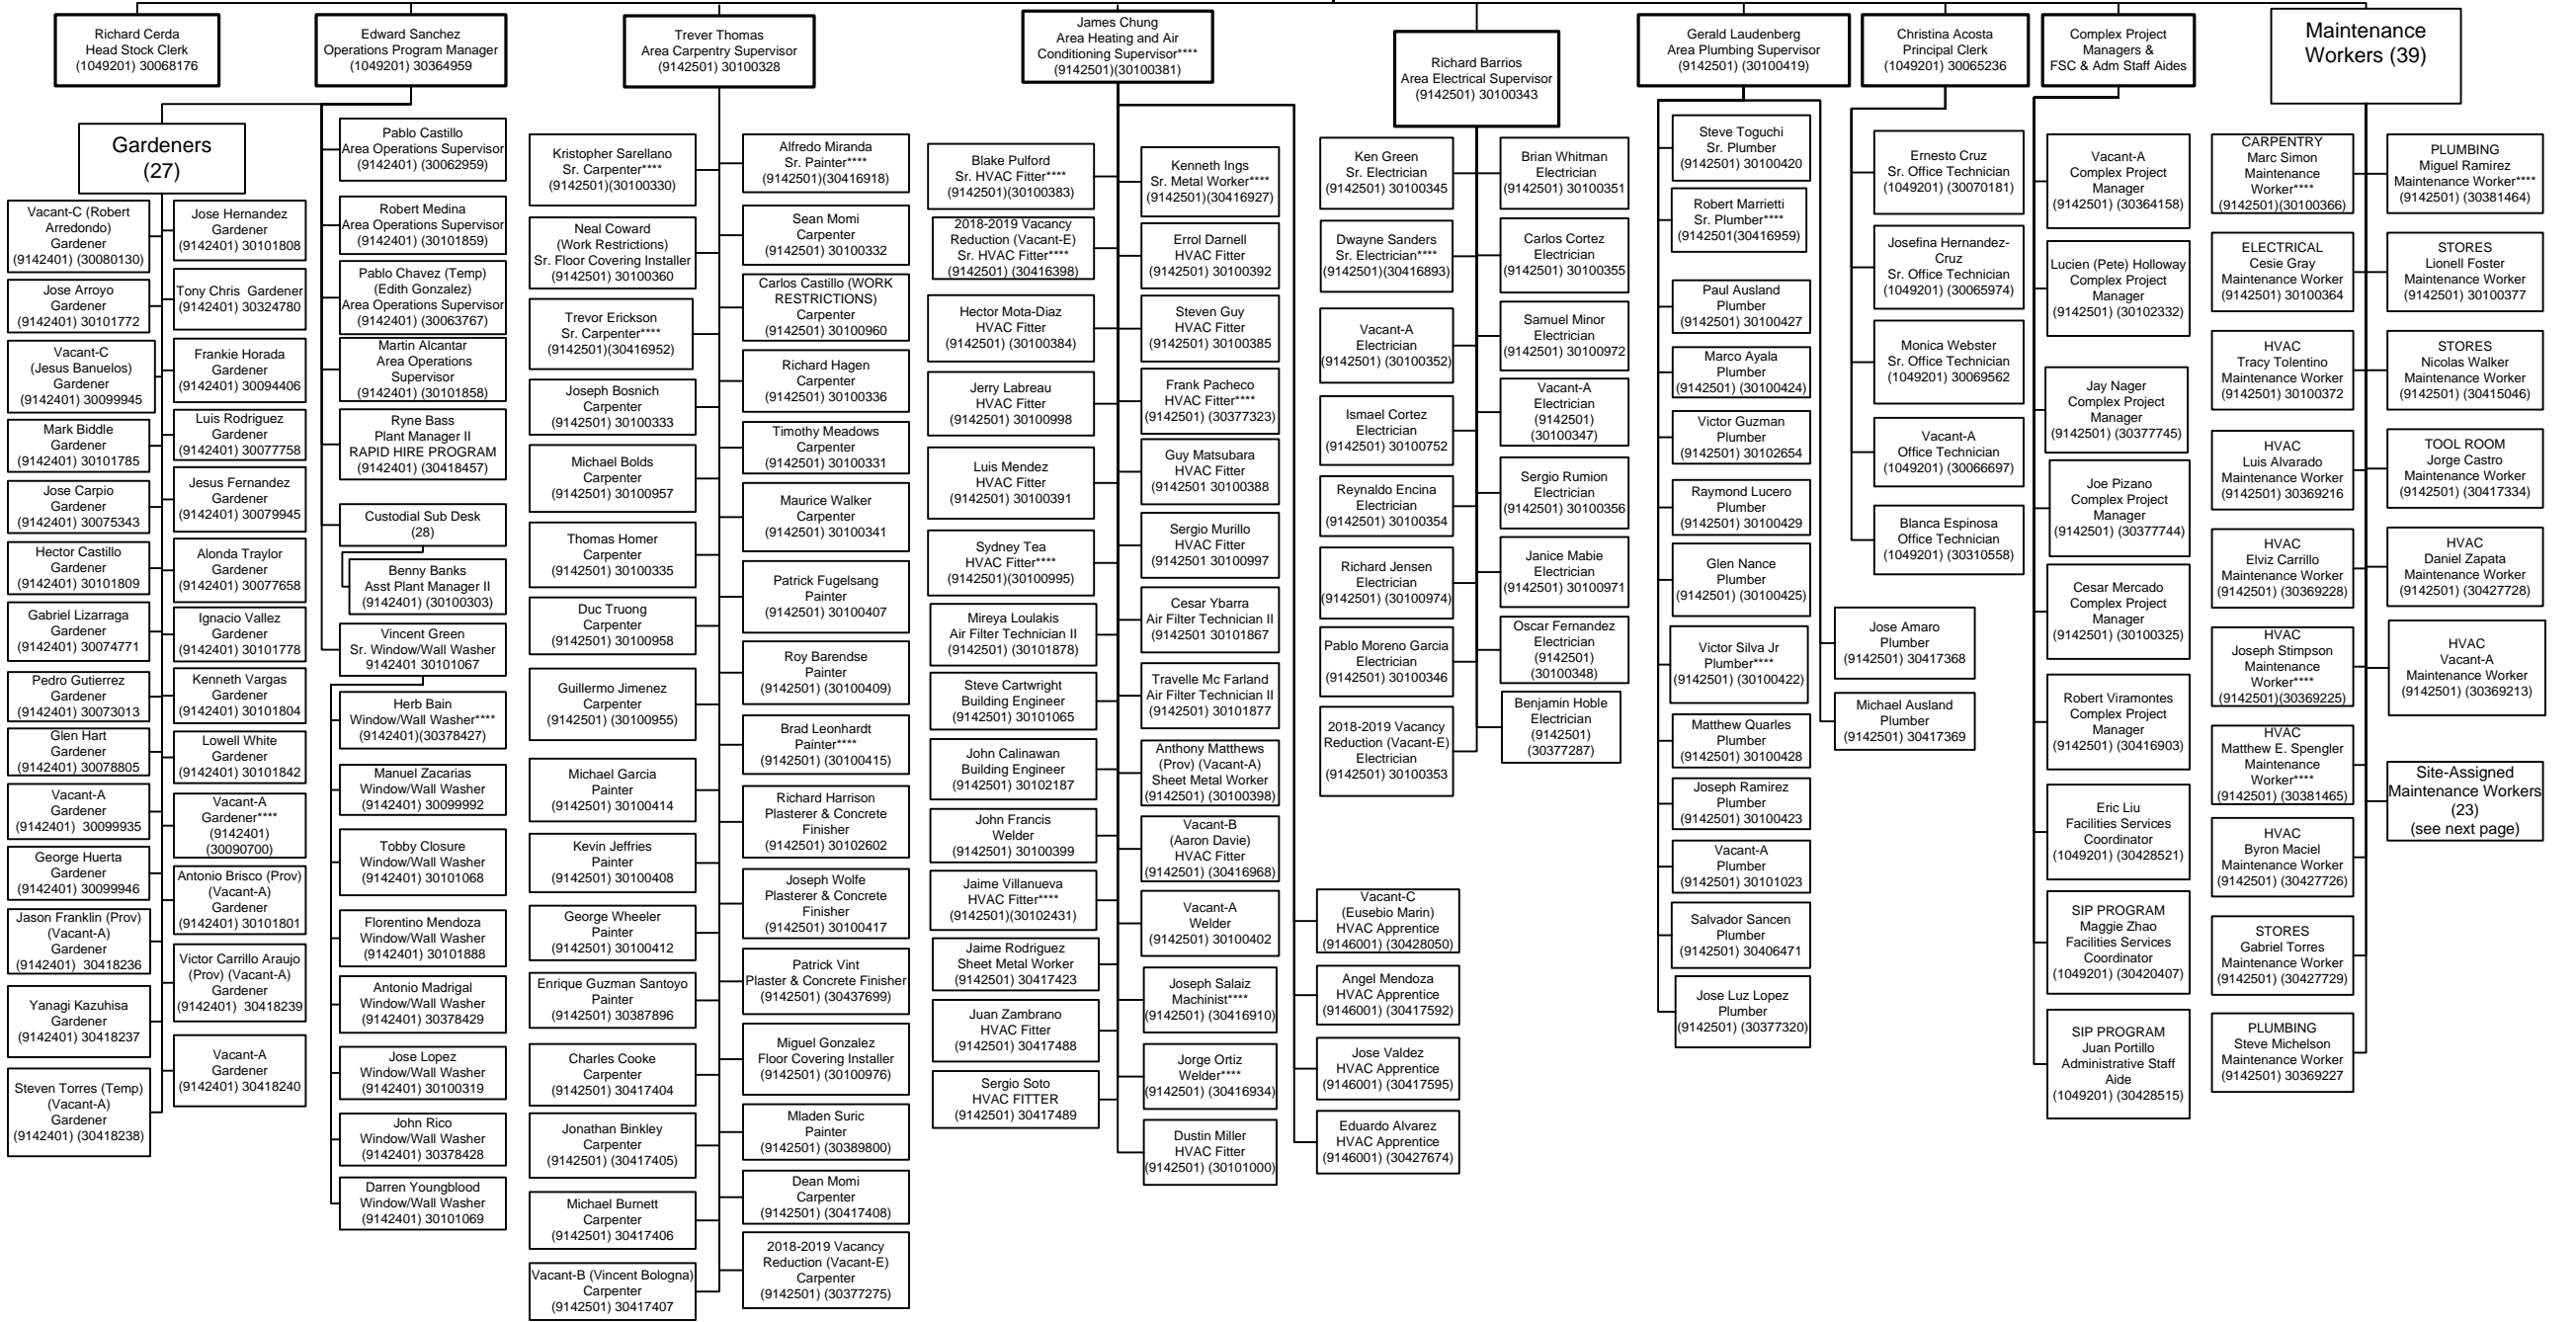 Richard Cerda
Head Stock Clerk
(1049201) 30068176
Edward Sanchez
Operations Program Manager
(1049201) 30364959
Trever Thomas
Area Carpentry Supervisor
(9142501) 30100328
James Chung
Area Heating and Air
Conditioning Supervisor****
(9142501)(30100381)
Richard Barrios
Area Electrical Supervisor
(9142501) 30100343
Gerald Laudenberg
Area Plumbing Supervisor
(9142501) (30100419)
Christina Acosta
Principal Clerk
(1049201) 30065236
Complex Project
Managers &
FSC & Adm Staff Aides
Maintenance
Workers (39)
Gardeners
(27)
Vacant-C (Robert
Arredondo)
Gardener
(9142401) (30080130)
Jose Arroyo
Gardener
(9142401) 30101772
Vacant-C
(Jesus Banuelos)
Gardener
(9142401) 30099945
Mark Biddle
Gardener
(9142401) 30101785
Jose Carpio
Gardener
(9142401) 30075343
Hector Castillo
Gardener
(9142401) 30101809
Gabriel Lizarraga
Gardener
(9142401) 30074771
Pedro Gutierrez
Gardener
(9142401) 30073013
Glen Hart
Gardener
(9142401) 30078805
Vacant-A
Gardener
(9142401)  30099935
George Huerta
Gardener
(9142401) 30099946
Jason Franklin (Prov)
(Vacant-A)
Gardener
(9142401)  30418236
Yanagi Kazuhisa
Gardener
(9142401) 30418237
Steven Torres (Temp)
(Vacant-A)
Gardener
(9142401) (30418238)
Jose Hernandez
Gardener
(9142401) 30101808
Tony Chris  Gardener
(9142401) 30324780
Frankie Horada
Gardener
(9142401) 30094406
Luis Rodriguez
Gardener
(9142401) 30077758
Jesus Fernandez
Gardener
(9142401) 30079945
Alonda Traylor
Gardener
(9142401) 30077658
Ignacio Vallez
Gardener
(9142401) 30101778
Kenneth Vargas
Gardener
(9142401) 30101804
Lowell White
Gardener
(9142401) 30101842
Vacant-A
Gardener****
(9142401)
(30090700)
Antonio Brisco (Prov)
(Vacant-A)
Gardener
(9142401) 30101801
Victor Carrillo Araujo
(Prov) (Vacant-A)
Gardener
(9142401)  30418239
Vacant-A
Gardener
(9142401) 30418240
Pablo Castillo
Area Operations Supervisor
(9142401) (30062959)
Robert Medina
Area Operations Supervisor
(9142401) (30101859)
Pablo Chavez (Temp)
(Edith Gonzalez)
Area Operations Supervisor
(9142401) (30063767)
Martin Alcantar
Area Operations
Supervisor
(9142401) (30101858)
Ryne Bass
Plant Manager II
RAPID HIRE PROGRAM
(9142401) (30418457)
Custodial Sub Desk
(28)
Benny Banks
Asst Plant Manager II
(9142401) (30100303)
Vincent Green
Sr. Window/Wall Washer
9142401 30101067
Herb Bain
Window/Wall Washer****
(9142401)(30378427)
Manuel Zacarias
Window/Wall Washer
(9142401) 30099992
Tobby Closure
Window/Wall Washer
(9142401) 30101068
Florentino Mendoza
Window/Wall Washer
(9142401) 30101888
Antonio Madrigal
Window/Wall Washer
(9142401) 30378429
Jose Lopez
Window/Wall Washer
(9142401) 30100319
John Rico
Window/Wall Washer
(9142401) 30378428
Darren Youngblood
Window/Wall Washer
(9142401) 30101069
Kristopher Sarellano
Sr. Carpenter****
(9142501)(30100330)
Neal Coward
(Work Restrictions)
Sr. Floor Covering Installer
(9142501) 30100360
Trevor Erickson
Sr. Carpenter****
(9142501)(30416952)
Joseph Bosnich
Carpenter
(9142501) 30100333
Michael Bolds
Carpenter
(9142501) 30100957
Thomas Homer
Carpenter
(9142501) 30100335
Duc Truong
Carpenter
(9142501) 30100958
Guillermo Jimenez
Carpenter
(9142501) (30100955)
Michael Garcia
Painter
(9142501) 30100414
Kevin Jeffries
Painter
(9142501) 30100408
George Wheeler
Painter
(9142501) 30100412
Enrique Guzman Santoyo
Painter
(9142501) 30387896
Charles Cooke
Carpenter
(9142501) 30417404
Jonathan Binkley
Carpenter
(9142501) (30417405)
Michael Burnett
Carpenter
(9142501) 30417406
Vacant-B (Vincent Bologna)
Carpenter
(9142501) 30417407
Alfredo Miranda
Sr. Painter****
(9142501)(30416918)
Sean Momi
Carpenter
(9142501) 30100332
Carlos Castillo (WORK
RESTRICTIONS)
Carpenter
(9142501) 30100960
Richard Hagen
Carpenter
(9142501) 30100336
Timothy Meadows
Carpenter
(9142501) 30100331
Maurice Walker
Carpenter
(9142501) 30100341
Patrick Fugelsang
Painter
(9142501) 30100407
Roy Barendse
Painter
(9142501) (30100409)
Brad Leonhardt
Painter****
(9142501) (30100415)
Richard Harrison
Plasterer & Concrete
Finisher
(9142501) 30102602
Joseph Wolfe
Plasterer & Concrete
Finisher
(9142501) 30100417
Patrick Vint
Plaster & Concrete Finisher
(9142501) (30437699)
Miguel Gonzalez
Floor Covering Installer
(9142501) (30100976)
Mladen Suric
Painter
(9142501) (30389800)
Dean Momi
Carpenter
(9142501) (30417408)
2018-2019 Vacancy
Reduction (Vacant-E)
Carpenter
(9142501) (30377275)
Blake Pulford
Sr. HVAC Fitter****
(9142501)(30100383)
2018-2019 Vacancy
Reduction (Vacant-E)
Sr. HVAC Fitter****
(9142501) (30416398)
Hector Mota-Diaz
HVAC Fitter
(9142501) (30100384)
Jerry Labreau
HVAC Fitter
(9142501) 30100998
Luis Mendez
HVAC Fitter
(9142501) 30100391
Sydney Tea
HVAC Fitter****
(9142501)(30100995)
Mireya Loulakis
Air Filter Technician II
(9142501) (30101878)
Steve Cartwright
Building Engineer
(9142501) 30101065
John Calinawan
Building Engineer
(9142501) 30102187
John Francis
Welder
(9142501) 30100399
Jaime Villanueva
HVAC Fitter****
(9142501)(30102431)
Jaime Rodriguez
Sheet Metal Worker
(9142501) 30417423
Juan Zambrano
HVAC Fitter
(9142501) 30417488
Sergio Soto
HVAC FITTER
(9142501) 30417489
Kenneth Ings
Sr. Metal Worker****
(9142501)(30416927)
Errol Darnell
HVAC Fitter
(9142501) 30100392
Steven Guy
HVAC Fitter
(9142501) 30100385
Frank Pacheco
HVAC Fitter****
(9142501) (30377323)
Guy Matsubara
HVAC Fitter
(9142501 30100388
Sergio Murillo
HVAC Fitter
(9142501 30100997
Cesar Ybarra
Air Filter Technician II
(9142501 30101867
Travelle Mc Farland
Air Filter Technician II
(9142501) 30101877
Anthony Matthews
(Prov) (Vacant-A)
Sheet Metal Worker
(9142501) (30100398)
Vacant-B
(Aaron Davie)
HVAC Fitter
(9142501) (30416968)
Vacant-A
Welder
(9142501) 30100402
Joseph Salaiz
Machinist****
(9142501) (30416910)
Jorge Ortiz
Welder****
(9142501) (30416934)
Dustin Miller
HVAC Fitter
(9142501) (30101000)
Vacant-C
(Eusebio Marin)
HVAC Apprentice
(9146001) (30428050)
Angel Mendoza
HVAC Apprentice
(9146001) (30417592)
Jose Valdez
HVAC Apprentice
(9146001) (30417595)
Eduardo Alvarez
HVAC Apprentice
(9146001) (30427674)
Ken Green
Sr. Electrician
(9142501) 30100345
Dwayne Sanders
Sr. Electrician****
(9142501)(30416893)
Vacant-A
Electrician
(9142501) (30100352)
Ismael Cortez
Electrician
(9142501) 30100752
Reynaldo Encina
Electrician
(9142501) 30100354
Richard Jensen
Electrician
(9142501) (30100974)
Pablo Moreno Garcia
Electrician
(9142501) 30100346
2018-2019 Vacancy
Reduction (Vacant-E)
Electrician
(9142501) 30100353
Brian Whitman
Electrician
(9142501) 30100351
Carlos Cortez
Electrician
(9142501) 30100355
Samuel Minor
Electrician
(9142501) 30100972
Vacant-A
Electrician
(9142501)
(30100347)
Sergio Rumion
Electrician
(9142501) 30100356
Janice Mabie
Electrician
(9142501) 30100971
Oscar Fernandez
Electrician
(9142501)
(30100348)
Benjamin Hoble
Electrician
(9142501)
(30377287)
Steve Toguchi
Sr. Plumber
(9142501) 30100420
Robert Marrietti
Sr. Plumber****
(9142501(30416959)
Paul Ausland
Plumber
(9142501) 30100427
Marco Ayala
Plumber
(9142501) (30100424)
Victor Guzman
Plumber
(9142501) 30102654
Raymond Lucero
Plumber
(9142501) 30100429
Glen Nance
Plumber
(9142501) (30100425)
Victor Silva Jr
Plumber****
(9142501) (30100422)
Matthew Quarles
Plumber
(9142501) 30100428
Joseph Ramirez
Plumber
(9142501) 30100423
Vacant-A
Plumber
(9142501) 30101023
Salvador Sancen
Plumber
(9142501) 30406471
Jose Luz Lopez
Plumber
(9142501) (30377320)
Jose Amaro
Plumber
(9142501) 30417368
Michael Ausland
Plumber
(9142501) 30417369
Ernesto Cruz
Sr. Office Technician
(1049201) (30070181)
Josefina Hernandez-
Cruz
Sr. Office Technician
(1049201) (30065974)
Monica Webster
Sr. Office Technician
(1049201) 30069562
Vacant-A
Office Technician
(1049201) (30066697)
Blanca Espinosa
Office Technician
(1049201) (30310558)
Vacant-A
Complex Project
Manager
(9142501) (30364158)
Lucien (Pete) Holloway
Complex Project
Manager
(9142501) (30102332)
Jay Nager
Complex Project
Manager
(9142501) (30377745)
Joe Pizano
Complex Project
Manager
(9142501) (30377744)
Cesar Mercado
Complex Project
Manager
(9142501) (30100325)
Robert Viramontes
Complex Project
Manager
(9142501) (30416903)
Eric Liu
Facilities Services
Coordinator
(1049201) (30428521)
SIP PROGRAM
Maggie Zhao
Facilities Services
Coordinator
(1049201) (30420407)
SIP PROGRAM
Juan Portillo
Administrative Staff
Aide
(1049201) (30428515)
CARPENTRY
Marc Simon
Maintenance
Worker****
(9142501)(30100366)
ELECTRICAL
Cesie Gray
Maintenance Worker
(9142501) 30100364
HVAC
Tracy Tolentino
Maintenance Worker
(9142501) 30100372
HVAC
Luis Alvarado
Maintenance Worker
(9142501) 30369216
HVAC
Elviz Carrillo
Maintenance Worker
(9142501) (30369228)
HVAC
Joseph Stimpson
Maintenance
Worker****
(9142501)(30369225)
HVAC
Matthew E. Spengler
Maintenance
Worker****
(9142501) (30381465)
HVAC
Byron Maciel
Maintenance Worker
(9142501) (30427726)
STORES
Gabriel Torres
Maintenance Worker
(9142501) (30427729)
PLUMBING
Steve Michelson
Maintenance Worker
(9142501) 30369227
PLUMBING
Miguel Ramirez
Maintenance Worker****
(9142501) (30381464)
STORES
Lionell Foster
Maintenance Worker
(9142501) 30100377
STORES
Nicolas Walker
Maintenance Worker
(9142501) (30415046)
TOOL ROOM
Jorge Castro
Maintenance Worker
(9142501) (30417334)
HVAC
Daniel Zapata
Maintenance Worker
(9142501) (30427728)
HVAC
Vacant-A
Maintenance Worker
(9142501) (30369213)
Site-Assigned
Maintenance Workers
(23)
(see next page)